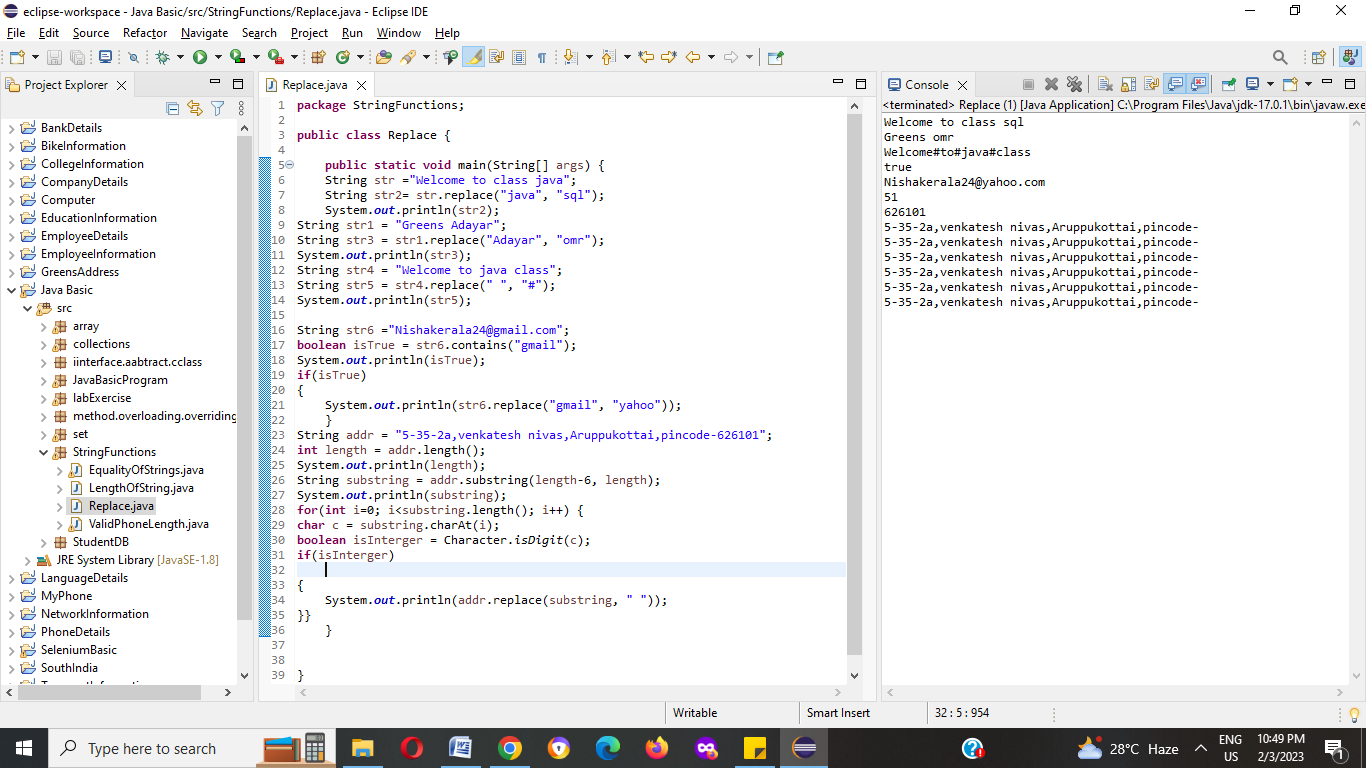 eclipse-workspace - Java Basic/src/StringFunctions/Replace.java - Eclipse IDE
File Edit Source Refactor Navigate Search Project Run Window Help
Project Explorer
BankDetails
BikeInformation
CollegeInformation
CompanyDetails
Computer
EducationInformation
EmployeeDetails
EmployeeInformation
GreensAddress
Java Basic
src
array
collections
iinterface.aabtract.cclass
JavaBasicProgram
labExercise
method.overloading.overriding
set
StringFunctions
EqualityOfStrings.java
LengthOfString.java
Replace.java
ValidPhoneLength.java
StudentDB
JRE System Library [JavaSE-1.8]
LanguageDetails
MyPhone
NetworkInformation
PhoneDetails
SeleniumBasic
SouthIndia
Replace.java
1 package StringFunctions;
2
3 public class Replace {
4
5 public static void main(String[] args) {
6 String str ="Welcome to class java";
7 String str2= str.replace("java", "sql");
8 System.out.println(str2);
9 String str1 = "Greens Adayar";
10 String str3 = str1.replace("Adayar", "omr");
11 System.out.println(str3);
12 String str4 = "Welcome to java class";
13 String str5 = str4.replace(" ", "#");
14 System.out.println(str5);
15
16 String str6 ="Nishakerala24@gmail.com";
17 boolean isTrue = str6.contains("gmail");
18 System.out.println(isTrue);
19 if(isTrue)
20 {
21 System.out.println(str6.replace("gmail", "yahoo"));
22 }
23 String addr = "5-35-2a,venkatesh nivas,Aruppukottai,pincode-626101";
24 int length = addr.length();
25 System.out.println(length);
26 String substring = addr.substring(length-6, length);
27 System.out.println(substring);
28 for(int i=0; i<substring.length(); i++) {
29 char c = substring.charAt(i);
30 boolean isInterger = Character.isDigit(c);
31 if(isInterger)
32
33 {
34 System.out.println(addr.replace(substring, " "));
35 }}
36 }
37
38
39 }
Console
<terminated> Replace (1) [Java Application] C:\Program Files\Java\jdk-17.0.1\bin\javaw.exe
Welcome to class sql
Greens omr
Welcome#to#java#class
true
Nishakerala24@yahoo.com
51
626101
5-35-2a,venkatesh nivas,Aruppukottai,pincode-
5-35-2a,venkatesh nivas,Aruppukottai,pincode-
5-35-2a,venkatesh nivas,Aruppukottai,pincode-
5-35-2a,venkatesh nivas,Aruppukottai,pincode-
5-35-2a,venkatesh nivas,Aruppukottai,pincode-
5-35-2a,venkatesh nivas,Aruppukottai,pincode-
Writable Smart Insert 32 : 5 : 954
Type here to search
28°C Haze
ENG
US
10:49 PM
2/3/2023
1